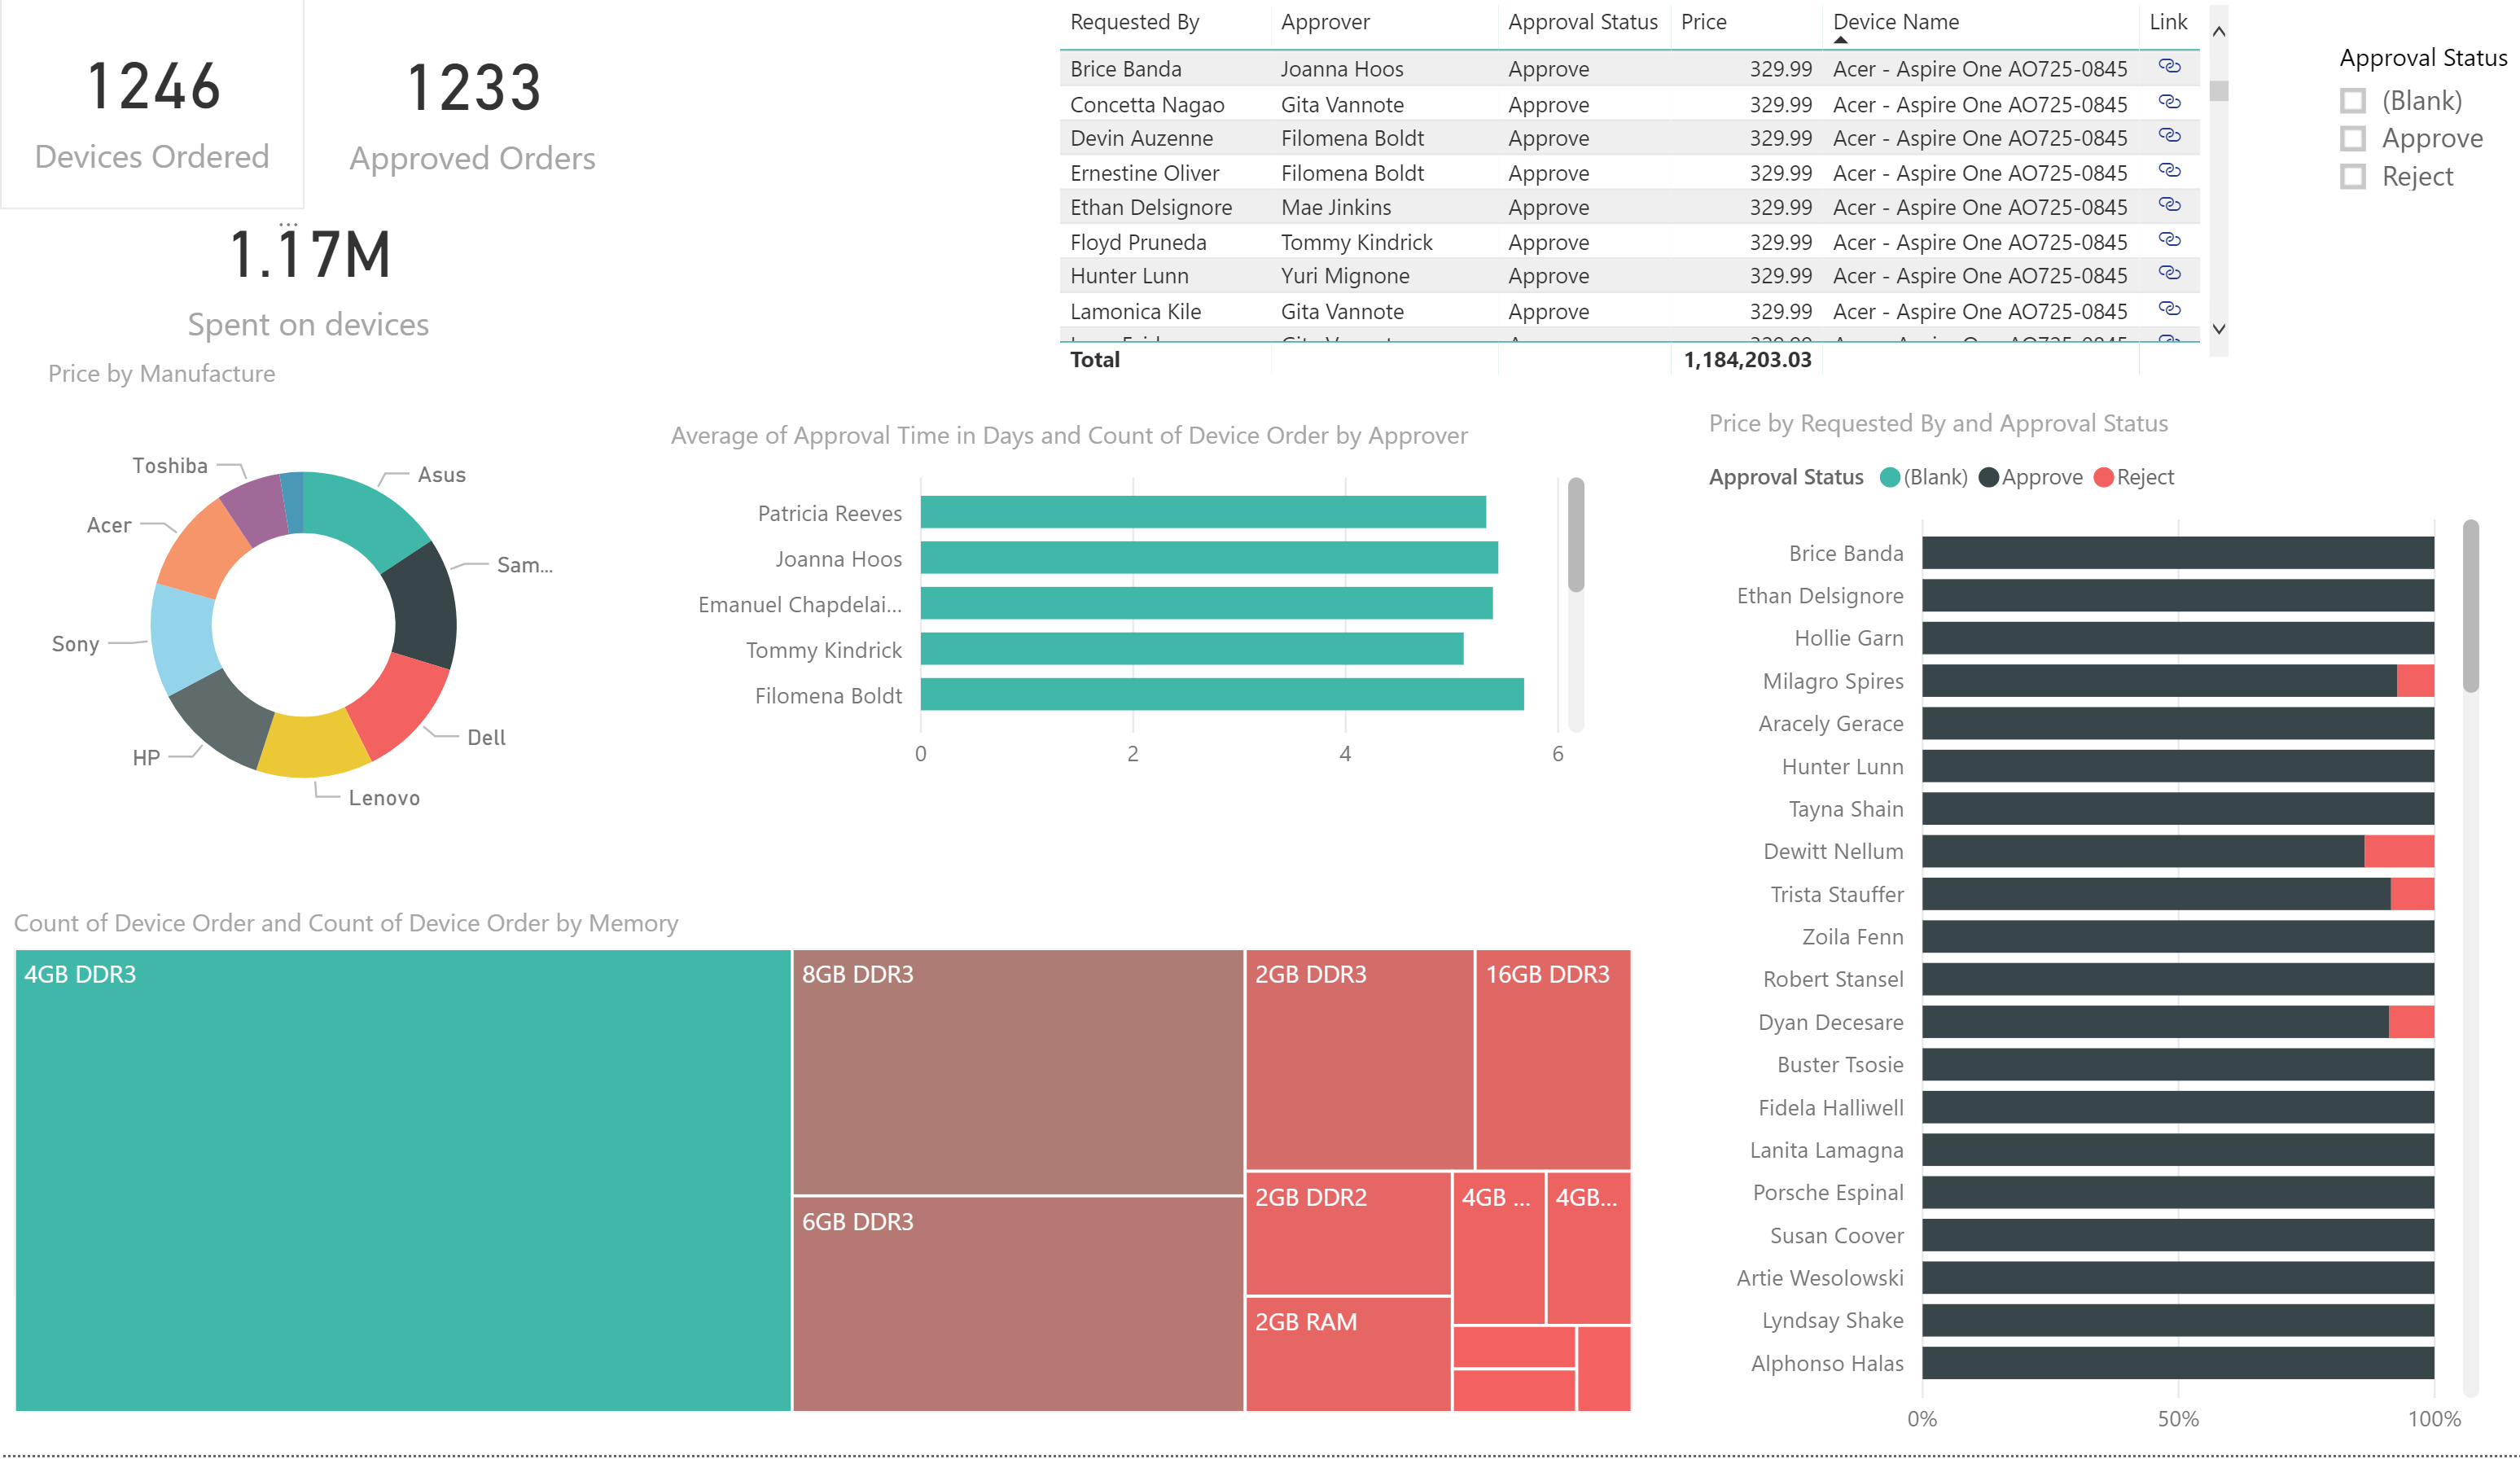 1246
Devices Ordered
1233
Approved Orders
1.17M
Spent on devices
Requested By Approver Approval Status Price Device Name Link
Brice Banda Joanna Hoos Approve 329.99 Acer - Aspire One AO725-0845
Concetta Nagao Gita Vannote Approve 329.99 Acer - Aspire One AO725-0845
Devin Auzenne Filomena Boldt Approve 329.99 Acer - Aspire One AO725-0845
Ernestine Oliver Filomena Boldt Approve 329.99 Acer - Aspire One AO725-0845
Ethan Delsignore Mae Jinkins Approve 329.99 Acer - Aspire One AO725-0845
Floyd Pruneda Tommy Kindrick Approve 329.99 Acer - Aspire One AO725-0845
Hunter Lunn Yuri Mignone Approve 329.99 Acer - Aspire One AO725-0845
Lamonica Kile Gita Vannote Approve 329.99 Acer - Aspire One AO725-0845
Total 1,184,203.03
Approval Status
(Blank)
Approve
Reject
Price by Manufacture
Toshiba
Asus
Acer
Sam...
Sony
Dell
HP
Lenovo
Average of Approval Time in Days and Count of Device Order by Approver
Patricia Reeves
Joanna Hoos
Emanuel Chapdelai...
Tommy Kindrick
Filomena Boldt
0 2 4 6
Price by Requested By and Approval Status
Approval Status (Blank) Approve Reject
Brice Banda
Ethan Delsignore
Hollie Garn
Milagro Spires
Aracely Gerace
Hunter Lunn
Tayna Shain
Dewitt Nellum
Trista Stauffer
Zoila Fenn
Robert Stansel
Dyan Decesare
Buster Tsosie
Fidela Halliwell
Lanita Lamagna
Porsche Espinal
Susan Coover
Artie Wesolowski
Lyndsay Shake
Alphonso Halas
0% 50% 100%
Count of Device Order and Count of Device Order by Memory
4GB DDR3
8GB DDR3
2GB DDR3
16GB DDR3
6GB DDR3
2GB DDR2
4GB ...
4GB...
2GB RAM